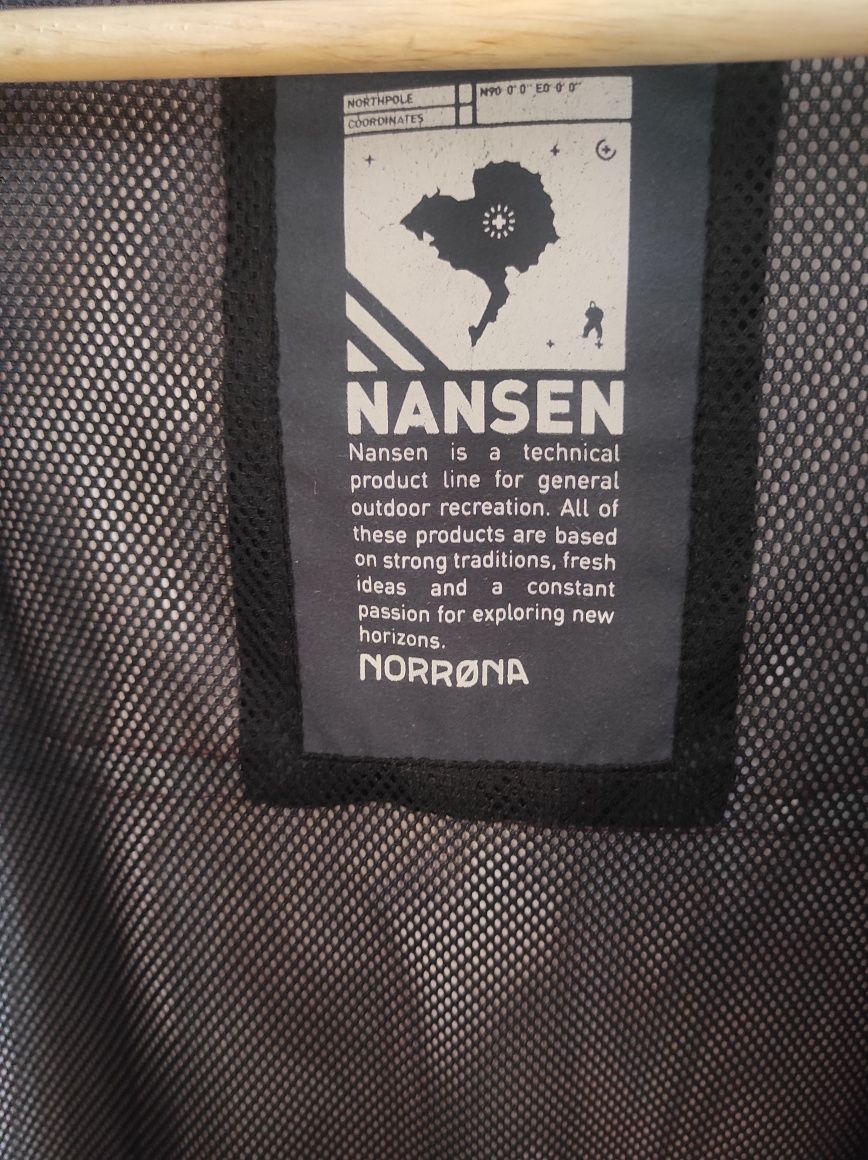 NORTHPOLE
COORDINATES
N90 0' 0" E0 0' 0"
NANSEN
Nansen is a technical
product line for general
outdoor recreation. All of
these products are based
on strong traditions, fresh
ideas and a constant
passion for exploring new
horizons.
NORRØNA